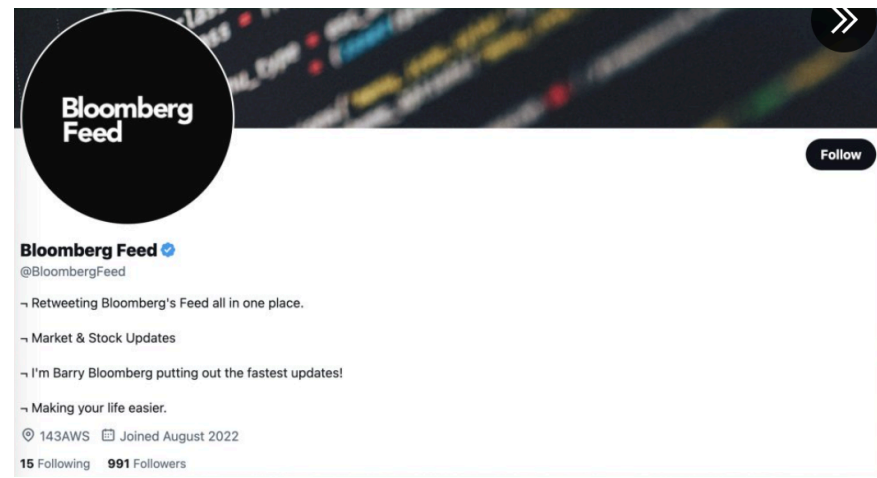 Bloomberg
Feed
Follow
Bloomberg Feed
@BloombergFeed
¬ Retweeting Bloomberg's Feed all in one place.
¬ Market & Stock Updates
¬ I'm Barry Bloomberg putting out the fastest updates!
¬ Making your life easier.
143AWS Joined August 2022
15 Following 991 Followers